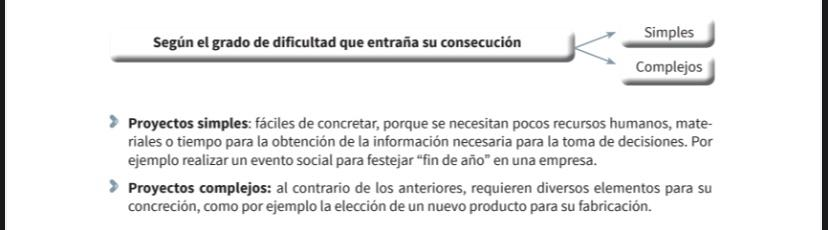 Según el grado de dificultad que entraña su consecución
Simples
Complejos
Proyectos simples: fáciles de concretar, porque se necesitan pocos recursos humanos, mate-
riales o tiempo para la obtención de la información necesaria para la toma de decisiones. Por
ejemplo realizar un evento social para festejar “fin de año” en una empresa.
Proyectos complejos: al contrario de los anteriores, requieren diversos elementos para su
concreción, como por ejemplo la elección de un nuevo producto para su fabricación.